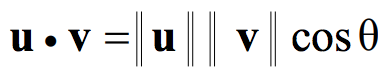 u • v = ‖ u ‖ ‖ v ‖ cos θ